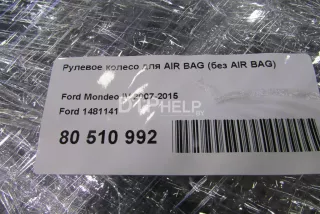 Рулевое колесо для AIR BAG (без AIR BAG)
Ford Mondeo IV 2007-2015
Ford 1481141
80 510 992